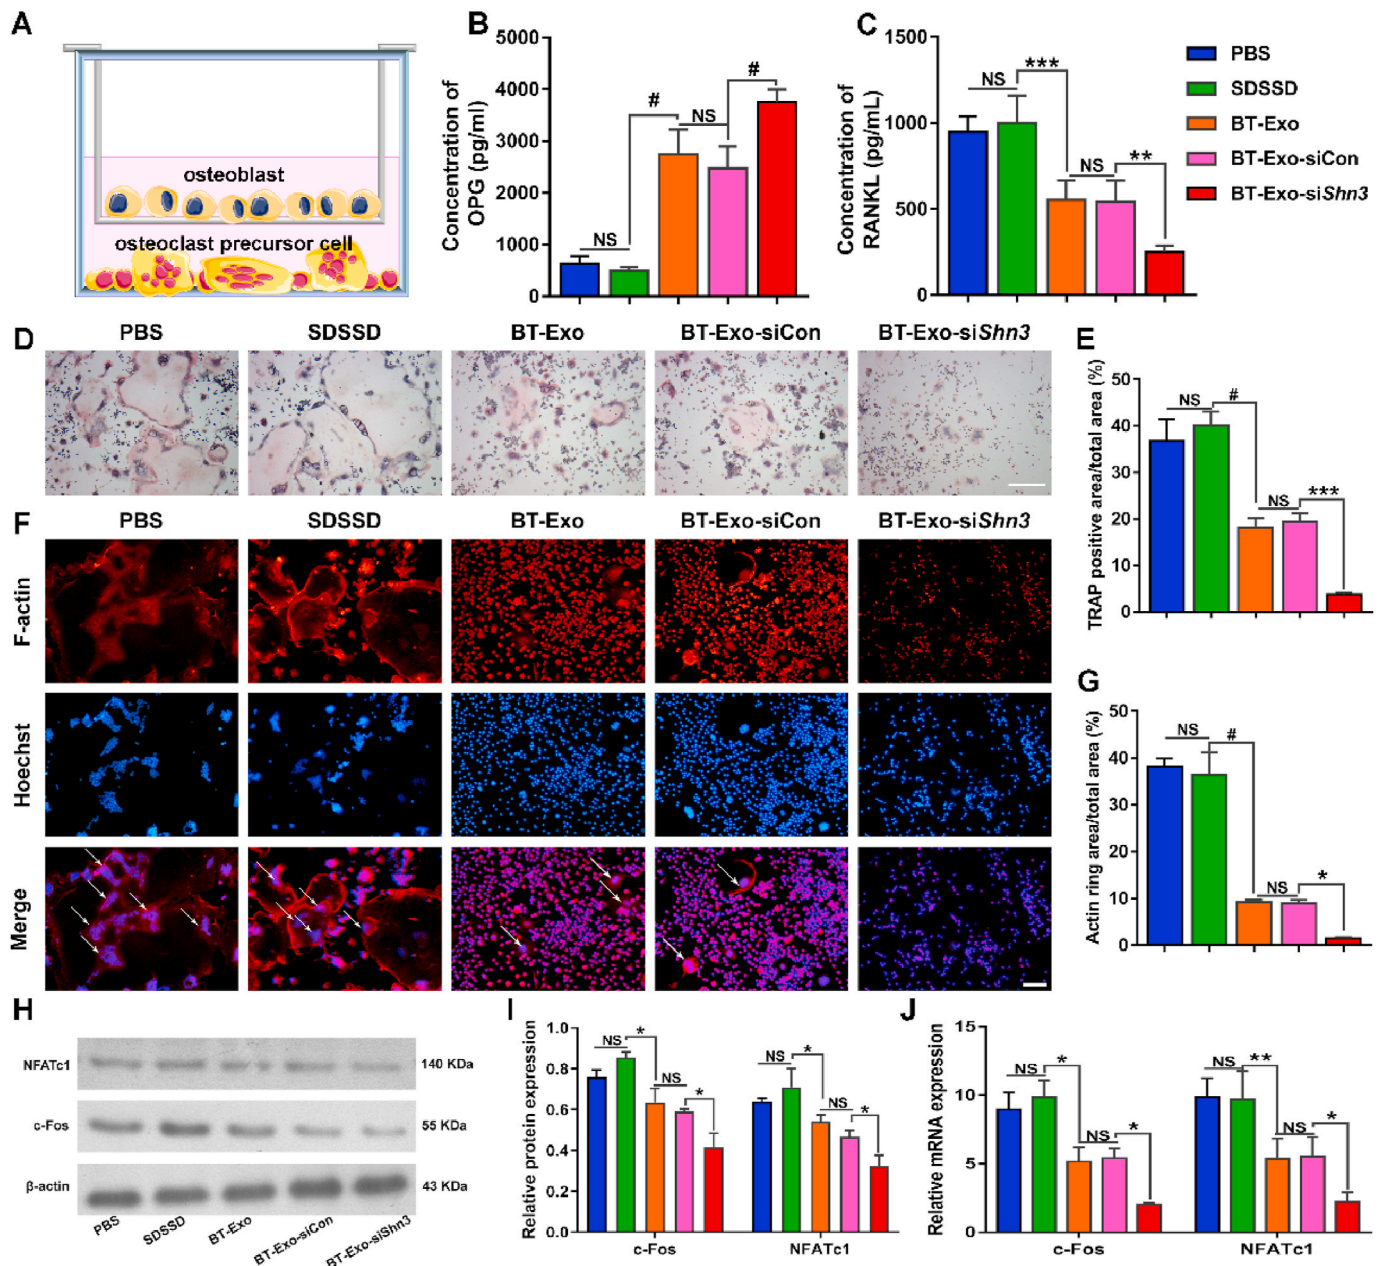 A
osteoblast
osteoclast precursor cell
B
Concentration of
OPG (pg/ml)
5000
4000
3000
2000
1000
0
NS
#
NS
#
C
Concentration of
RANKL (pg/mL)
1500
1000
500
0
NS
***
NS
**
PBS
SDSSD
BT-Exo
BT-Exo-siCon
BT-Exo-siShn3
D
PBS
SDSSD
BT-Exo
BT-Exo-siCon
BT-Exo-siShn3
E
TRAP positive area/total area (%)
50
40
30
20
10
0
NS
#
NS
***
F
PBS
SDSSD
BT-Exo
BT-Exo-siCon
BT-Exo-siShn3
F-actin
Hoechst
Merge
G
Actin ring area/total area (%)
50
40
30
20
10
0
NS
#
NS
*
H
NFATc1
140 KDa
c-Fos
55 KDa
β-actin
43 KDa
PBS
SDSSD
BT-Exo
BT-Exo-siCon
BT-Exo-siShn3
I
Relative protein expression
1.0
0.8
0.6
0.4
0.2
0.0
NS
*
NS
*
NS
*
NS
*
c-Fos
NFATc1
J
Relative mRNA expression
15
10
5
0
NS
*
NS
*
NS
**
NS
*
c-Fos
NFATc1